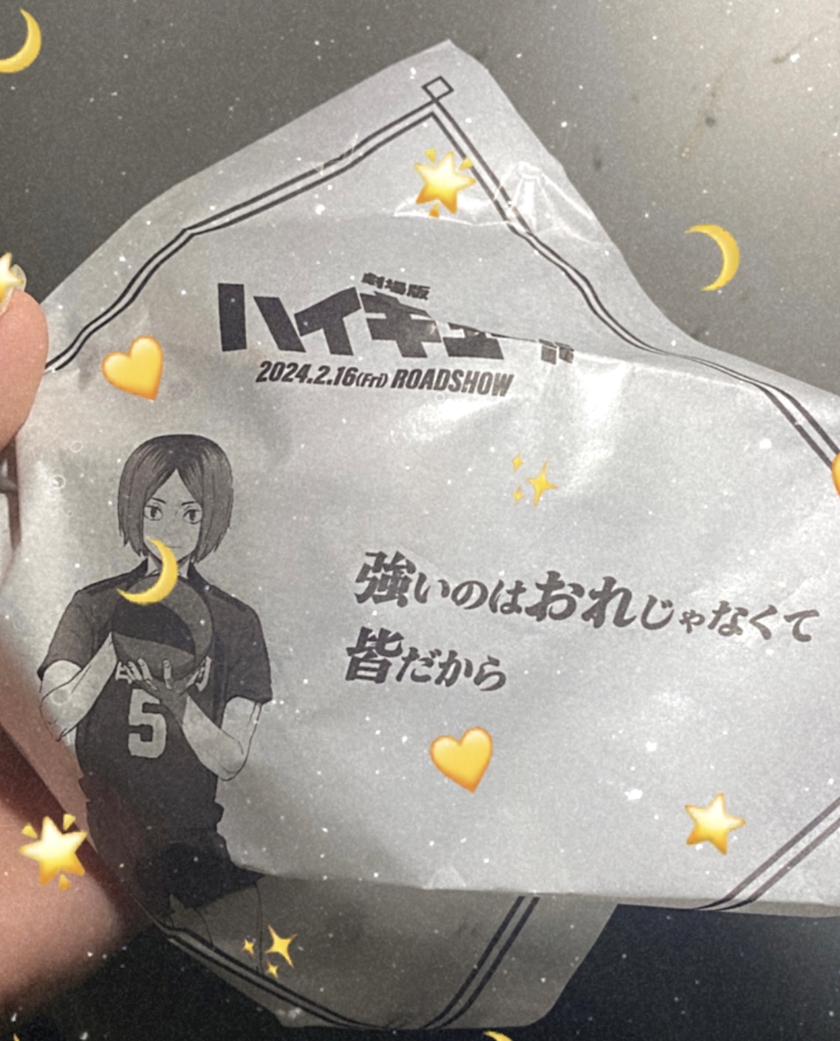 劇場版
ハイキュー!!
2024.2.16(Fri) ROADSHOW
強いのはおれじゃなくて
皆だから
5